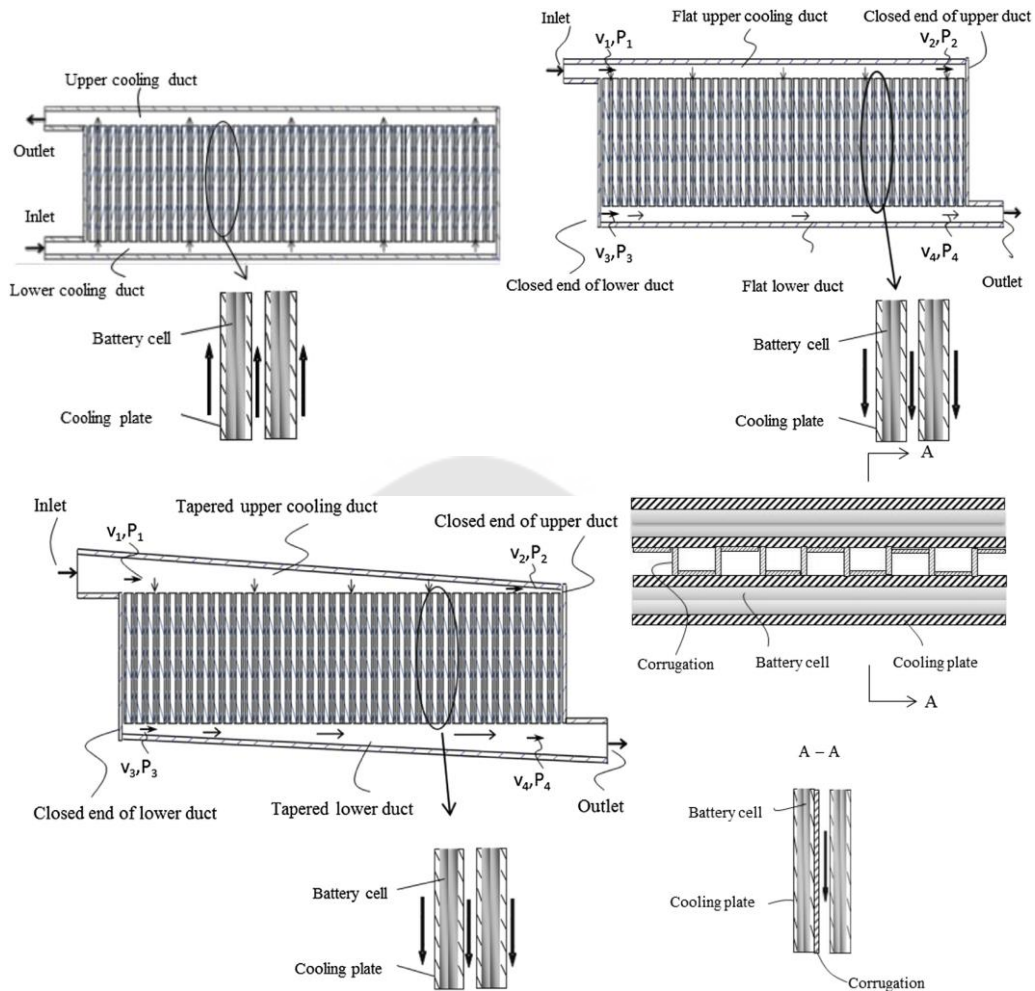 Upper cooling duct
Outlet
Inlet
Lower cooling duct
Battery cell
Cooling plate
Inlet
Flat upper cooling duct
Closed end of upper duct
v₁,P₁
v₂,P₂
v₃,P₃
v₄,P₄
Closed end of lower duct
Flat lower duct
Outlet
Battery cell
Cooling plate
Inlet
Tapered upper cooling duct
Closed end of upper duct
v₁,P₁
v₂,P₂
v₃,P₃
v₄,P₄
Closed end of lower duct
Tapered lower duct
Outlet
Battery cell
Cooling plate
A
Corrugation
Battery cell
Cooling plate
A
A – A
Battery cell
Cooling plate
Corrugation